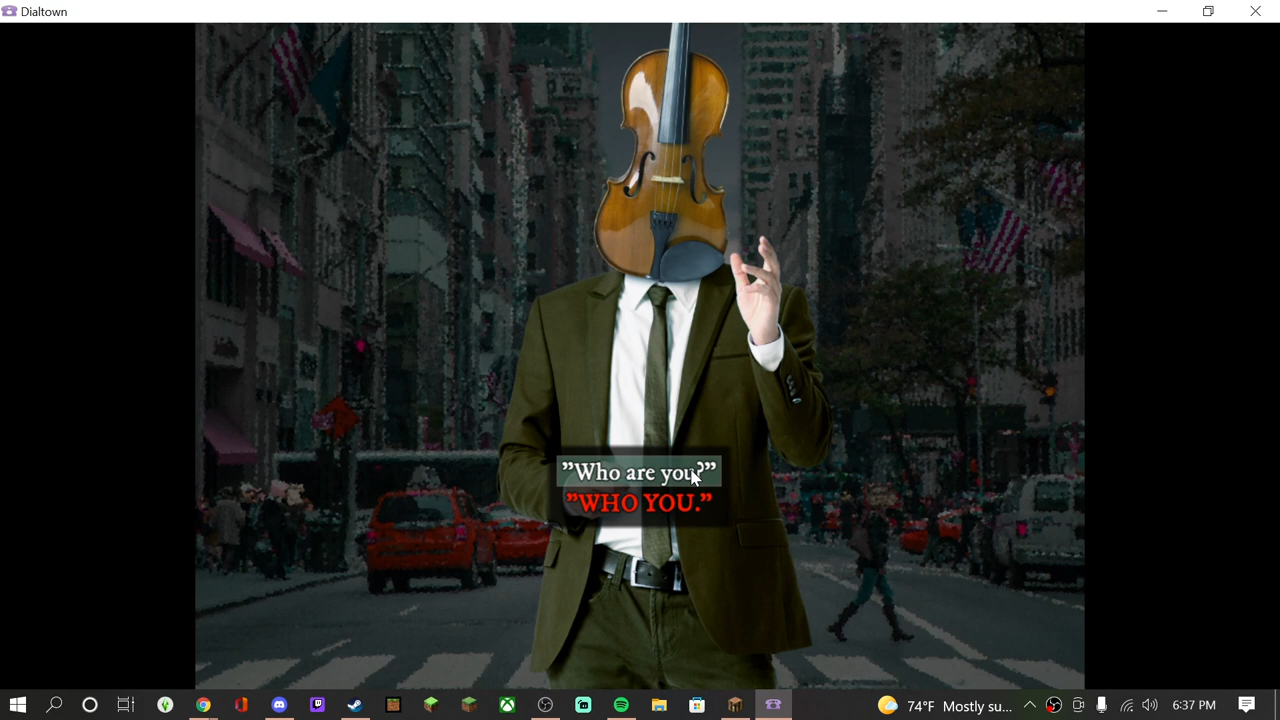 Dialtown
”Who are you?”
”WHO YOU.”
74°F Mostly su...
6:37 PM